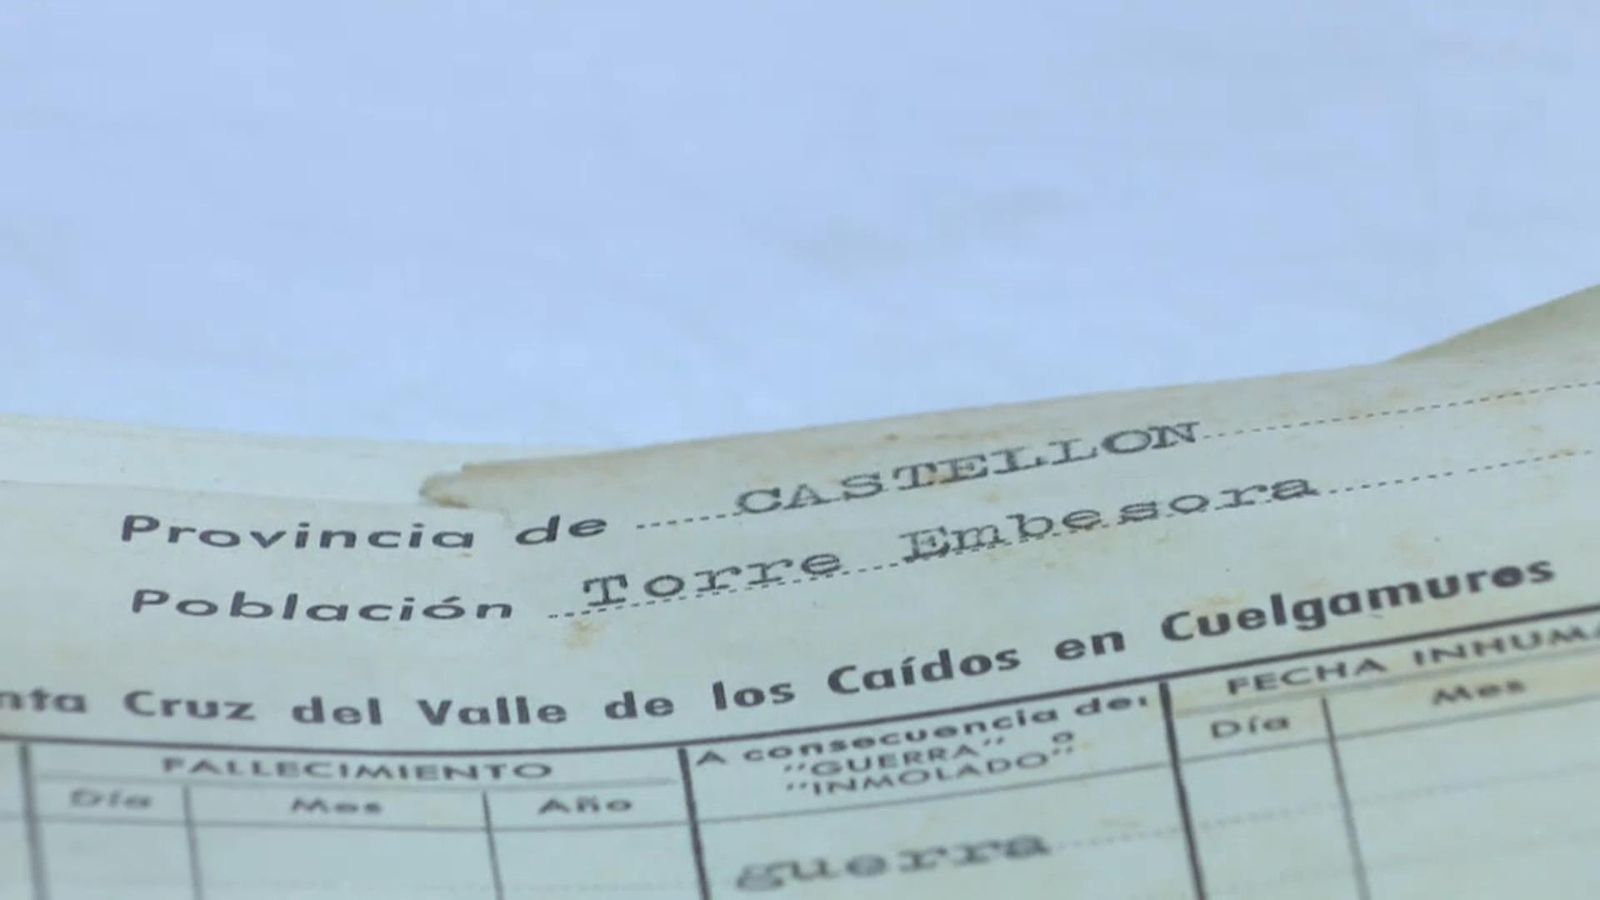 Provincia de CASTELLON
Población Torre Embesora
nta Cruz del Valle de los Caídos en Cuelgamuros
FALLECIMIENTO
Día Mes Año
A consecuencia de:
"GUERRA" o
"INMOLADO"
FECHA INHUMA
Día Mes
guerra